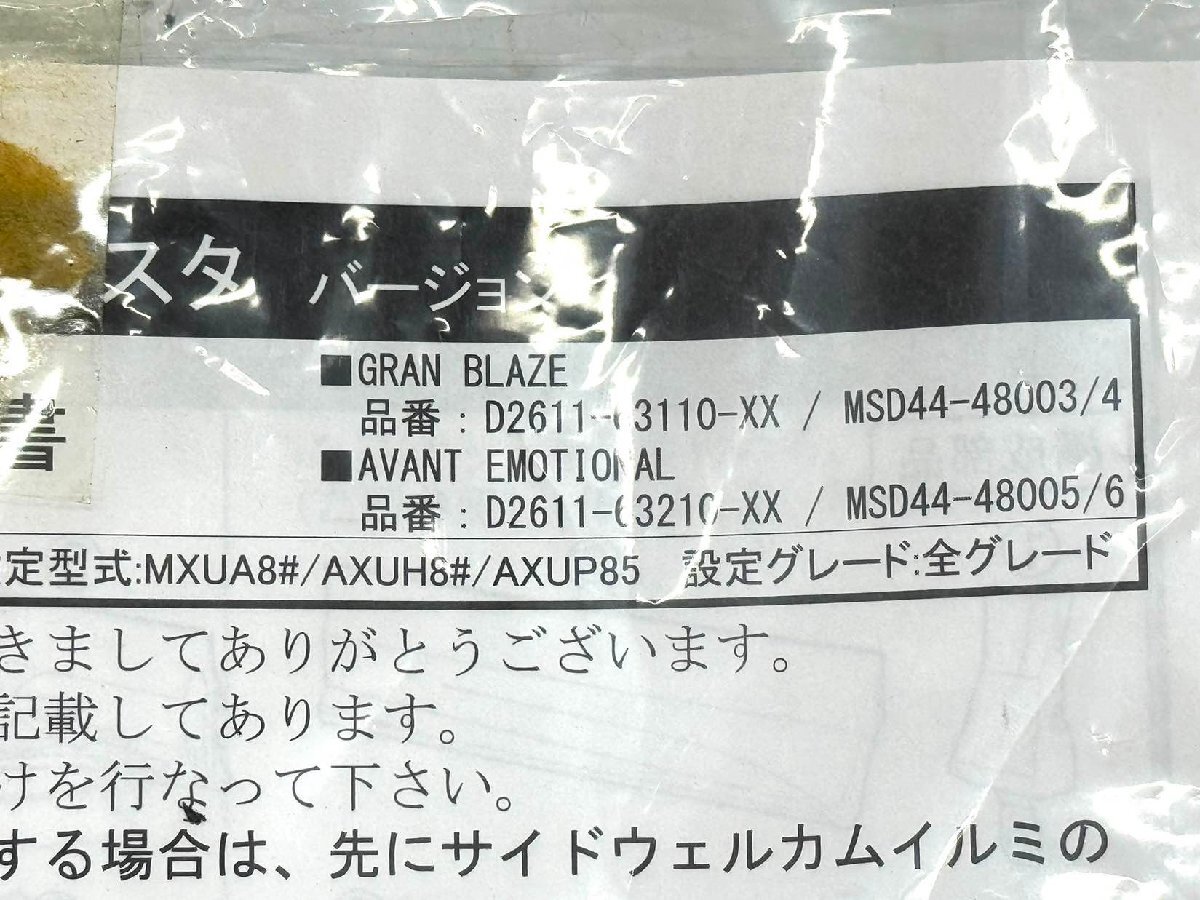 スタ バージョン
■GRAN BLAZE
書
品番：D2611-63110-XX / MSD44-48003/4
■AVANT EMOTIONAL
品番：D2611-63210-XX / MSD44-48005/6
定型式:MXUA8#/AXUH8#/AXUP85 設定グレード:全グレード
きましてありがとうございます。
記載してあります。
けを行なって下さい。
する場合は、先にサイドウェルカムイルミの